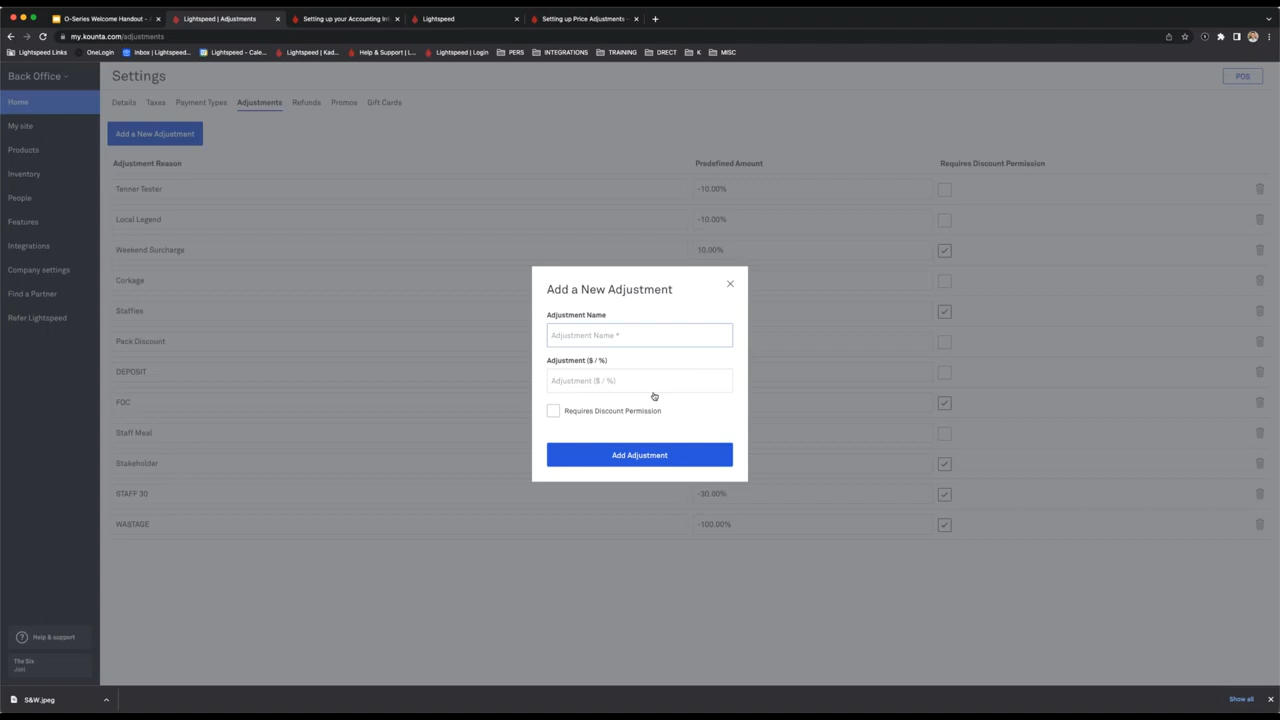 O-Series Welcome Handout - A
Lightspeed | Adjustments
Setting up your Accounting Int
Lightspeed
Setting up Price Adjustments -
my.kounta.com/adjustments
Lightspeed Links
OneLogin
Inbox | Lightspeed...
Lightspeed - Cale...
Lightspeed | Kad...
Help & Support | L...
Lightspeed | Login
PERS
INTEGRATIONS
TRAINING
DRECT
K
MISC
Back Office
Settings
POS
Home
Details Taxes Payment Types Adjustments Refunds Promos Gift Cards
My site
Add a New Adjustment
Products
Adjustment Reason Predefined Amount Requires Discount Permission
Inventory
Tenner Tester -10.00%
People
Local Legend -10.00%
Features
Integrations
Weekend Surcharge 10.00%
Company settings
Corkage
Find a Partner
Staffies
Refer Lightspeed
Pack Discount
DEPOSIT
FOC
Staff Meal
Stakeholder
STAFF 30 -30.00%
WASTAGE -100.00%
Add a New Adjustment
Adjustment Name
Adjustment Name *
Adjustment ($ / %)
Adjustment ($ / %)
Requires Discount Permission
Add Adjustment
Help & support
The Six
Joel
S&W.jpeg
Show all